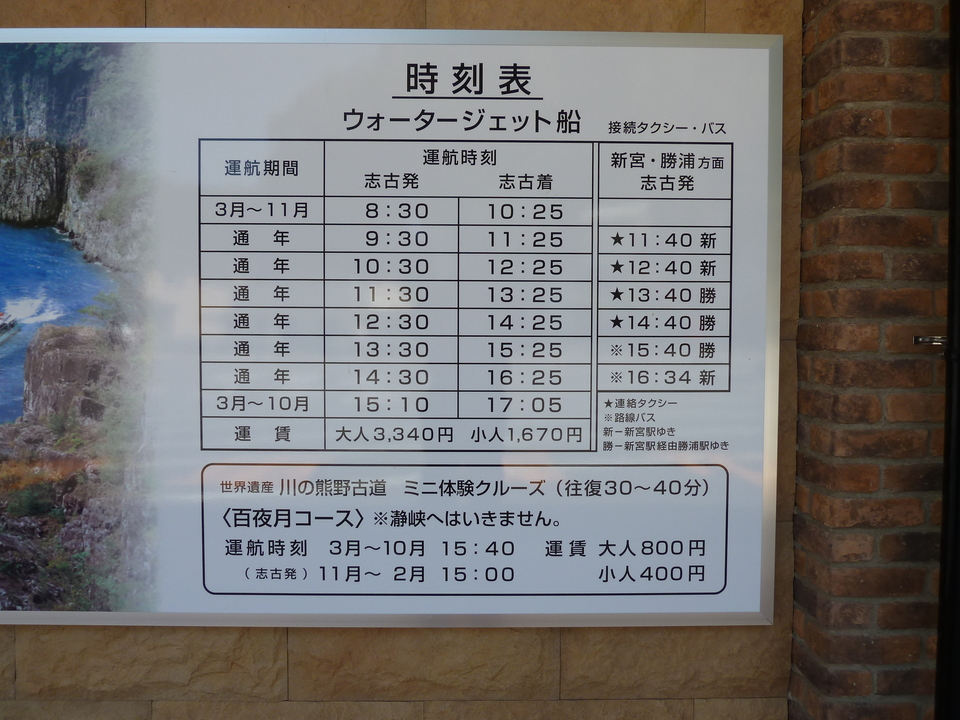 時刻表
ウォータージェット船
接続タクシー・バス
運航期間 運航時刻 新宮・勝浦方面
志古発 志古着 志古発
3月～11月 8：30 10：25
通 年 9：30 11：25 ★11：40 新
通 年 10：30 12：25 ★12：40 新
通 年 11：30 13：25 ★13：40 勝
通 年 12：30 14：25 ★14：40 勝
通 年 13：30 15：25 ※15：40 勝
通 年 14：30 16：25 ※16：34 新
3月～10月 15：10 17：05
運 賃 大人3,340円 小人1,670円
★連絡タクシー
※路線バス
新－新宮駅ゆき
勝－新宮駅経由勝浦駅ゆき
世界遺産 川の熊野古道 ミニ体験クルーズ（往復30～40分）
〈百夜月コース〉※瀞峡へはいきません。
運航時刻 3月～10月 15：40 運賃 大人800円
（志古発）11月～ 2月 15：00 小人400円